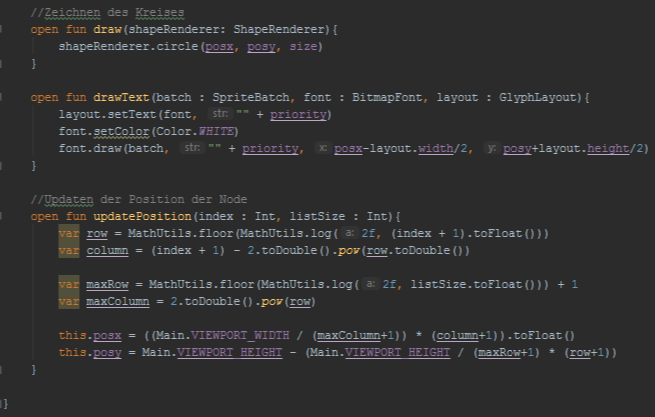 //Zeichnen des Kreises
open fun draw(shapeRenderer: ShapeRenderer){
shapeRenderer.circle(posx, posy, size)
}
open fun drawText(batch : SpriteBatch, font : BitmapFont, layout : GlyphLayout){
layout.setText(font, str: "" + priority)
font.setColor(Color.WHITE)
font.draw(batch, str: "" + priority, x: posx-layout.width/2, y: posy+layout.height/2)
}
//Updaten der Position der Node
open fun updatePosition(index : Int, listSize : Int){
var row = MathUtils.floor(MathUtils.log( a: 2f, (index + 1).toFloat()))
var column = (index + 1) - 2.toDouble().pow(row.toDouble())
var maxRow = MathUtils.floor(MathUtils.log( a: 2f, listSize.toFloat())) + 1
var maxColumn = 2.toDouble().pow(row)
this.posx = ((Main.VIEWPORT_WIDTH / (maxColumn+1)) * (column+1)).toFloat()
this.posy = Main.VIEWPORT_HEIGHT - (Main.VIEWPORT_HEIGHT / (maxRow+1) * (row+1))
}
}